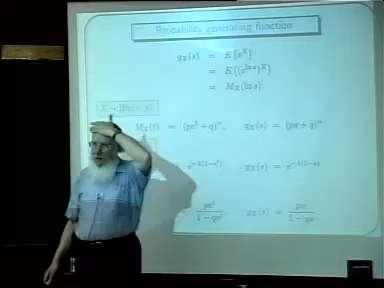 Probability generating function
g_X(s) = E(s^X)
= E((e^{ln s})^X)
= M_X(ln s)
X ~ Bin(n, p)
M_X(t) = (pe^t + q)^n, g_X(s) = (ps + q)^n
e^{-λ(1-e^t)} g_X(s) = e^{-λ(1-s)}
pe^t / 1 - qe^t, g_X(s) = ps / 1 - qs